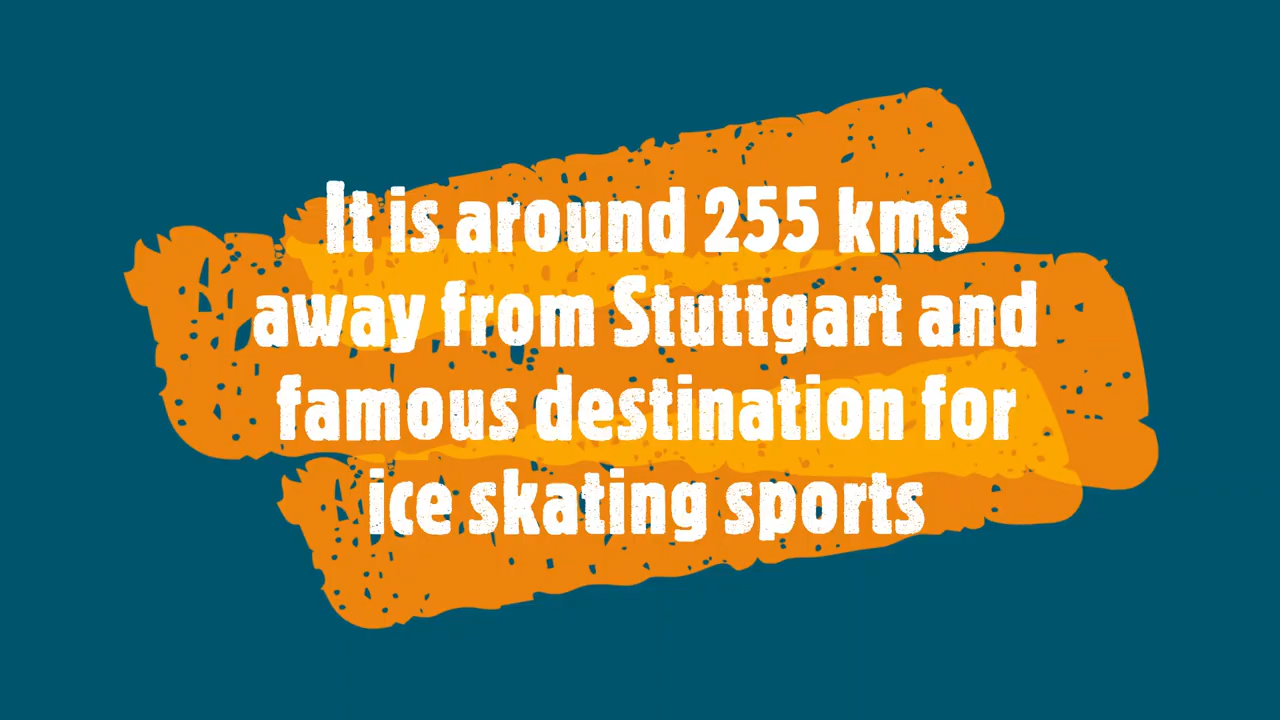 It is around 255 kms
away from Stuttgart and
famous destination for
ice skating sports